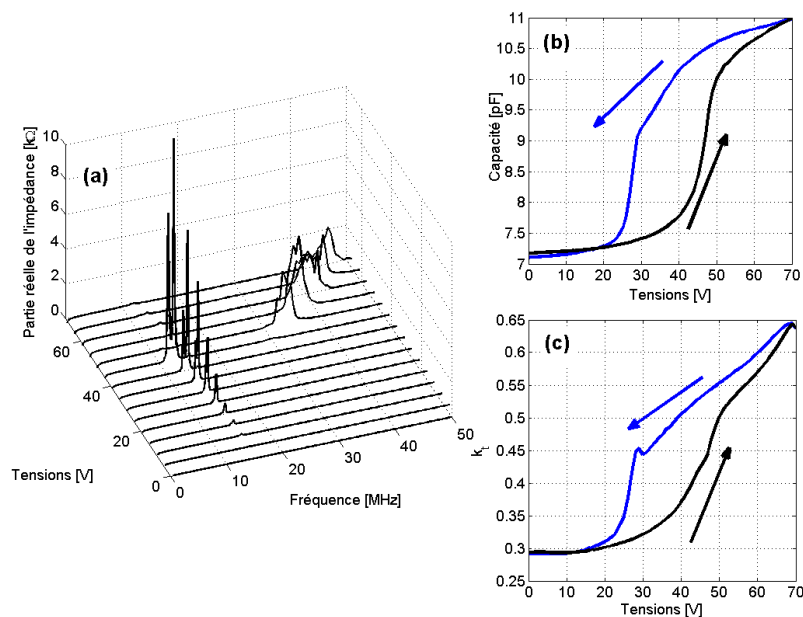 (a)
Partie réelle de l'impédance [kΩ]
10
8
6
4
2
0
60
40
20
0
Tensions [V]
0
10
20
30
40
50
Fréquence [MHz]
(b)
Capacité [pF]
11
10.5
10
9.5
9
8.5
8
7.5
7
0 10 20 30 40 50 60 70
Tensions [V]
(c)
k_t
0.65
0.6
0.55
0.5
0.45
0.4
0.35
0.3
0.25
0 10 20 30 40 50 60 70
Tensions [V]